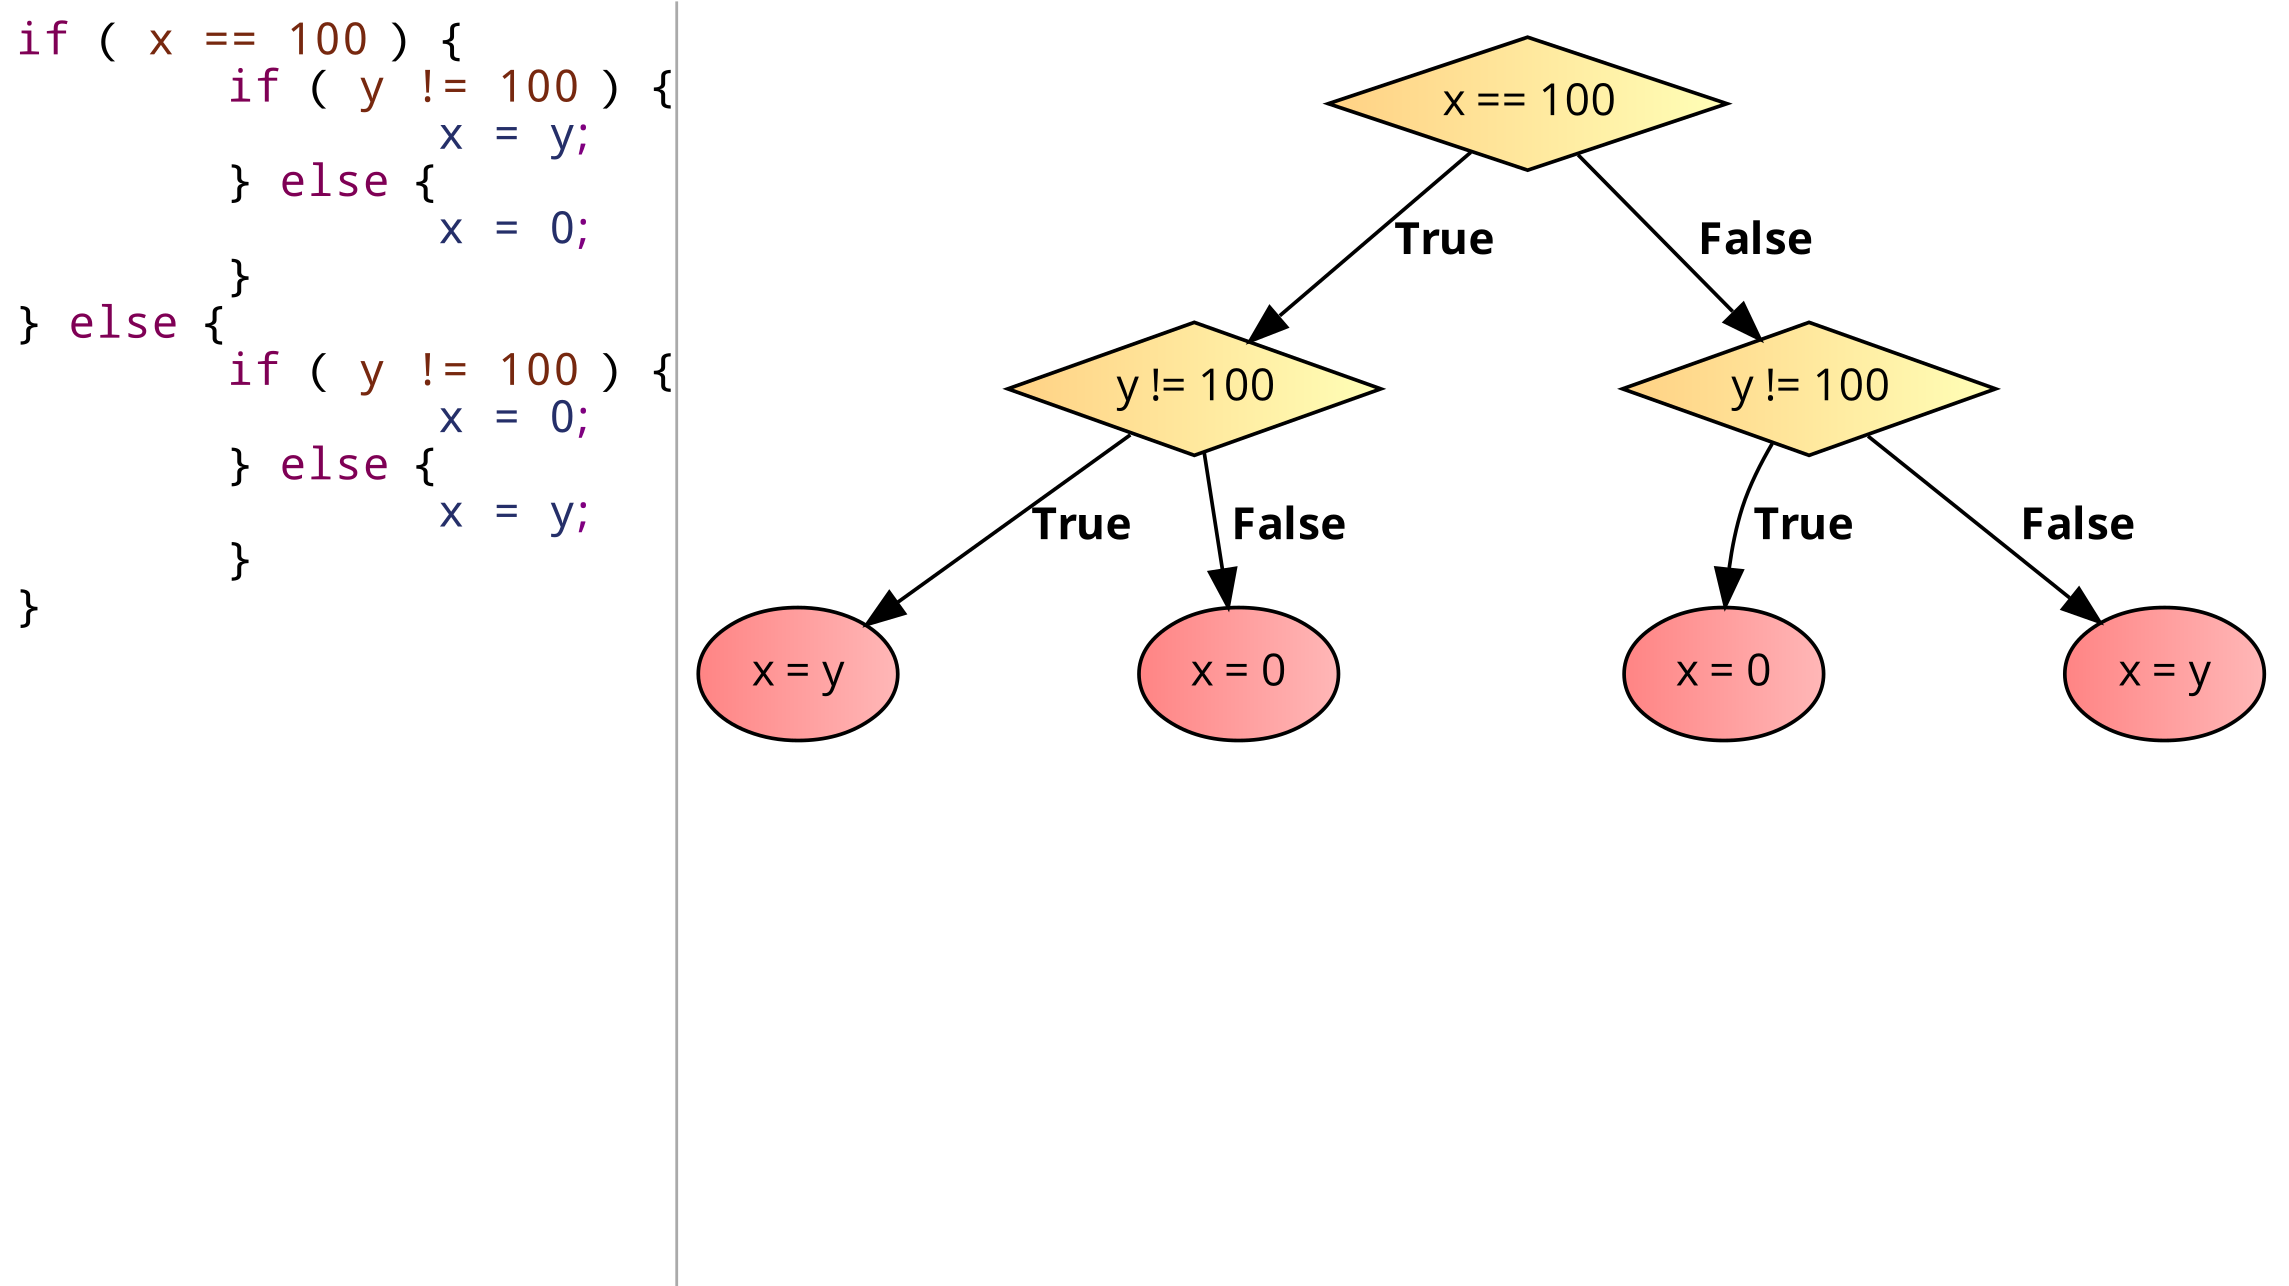 if ( x == 100 ) {
if ( y != 100 ) {
x = y;
} else {
x = 0;
}
} else {
if ( y != 100 ) {
x = 0;
} else {
x = y;
}
}
x == 100
True
False
y != 100
y != 100
True
False
True
False
x = y
x = 0
x = 0
x = y